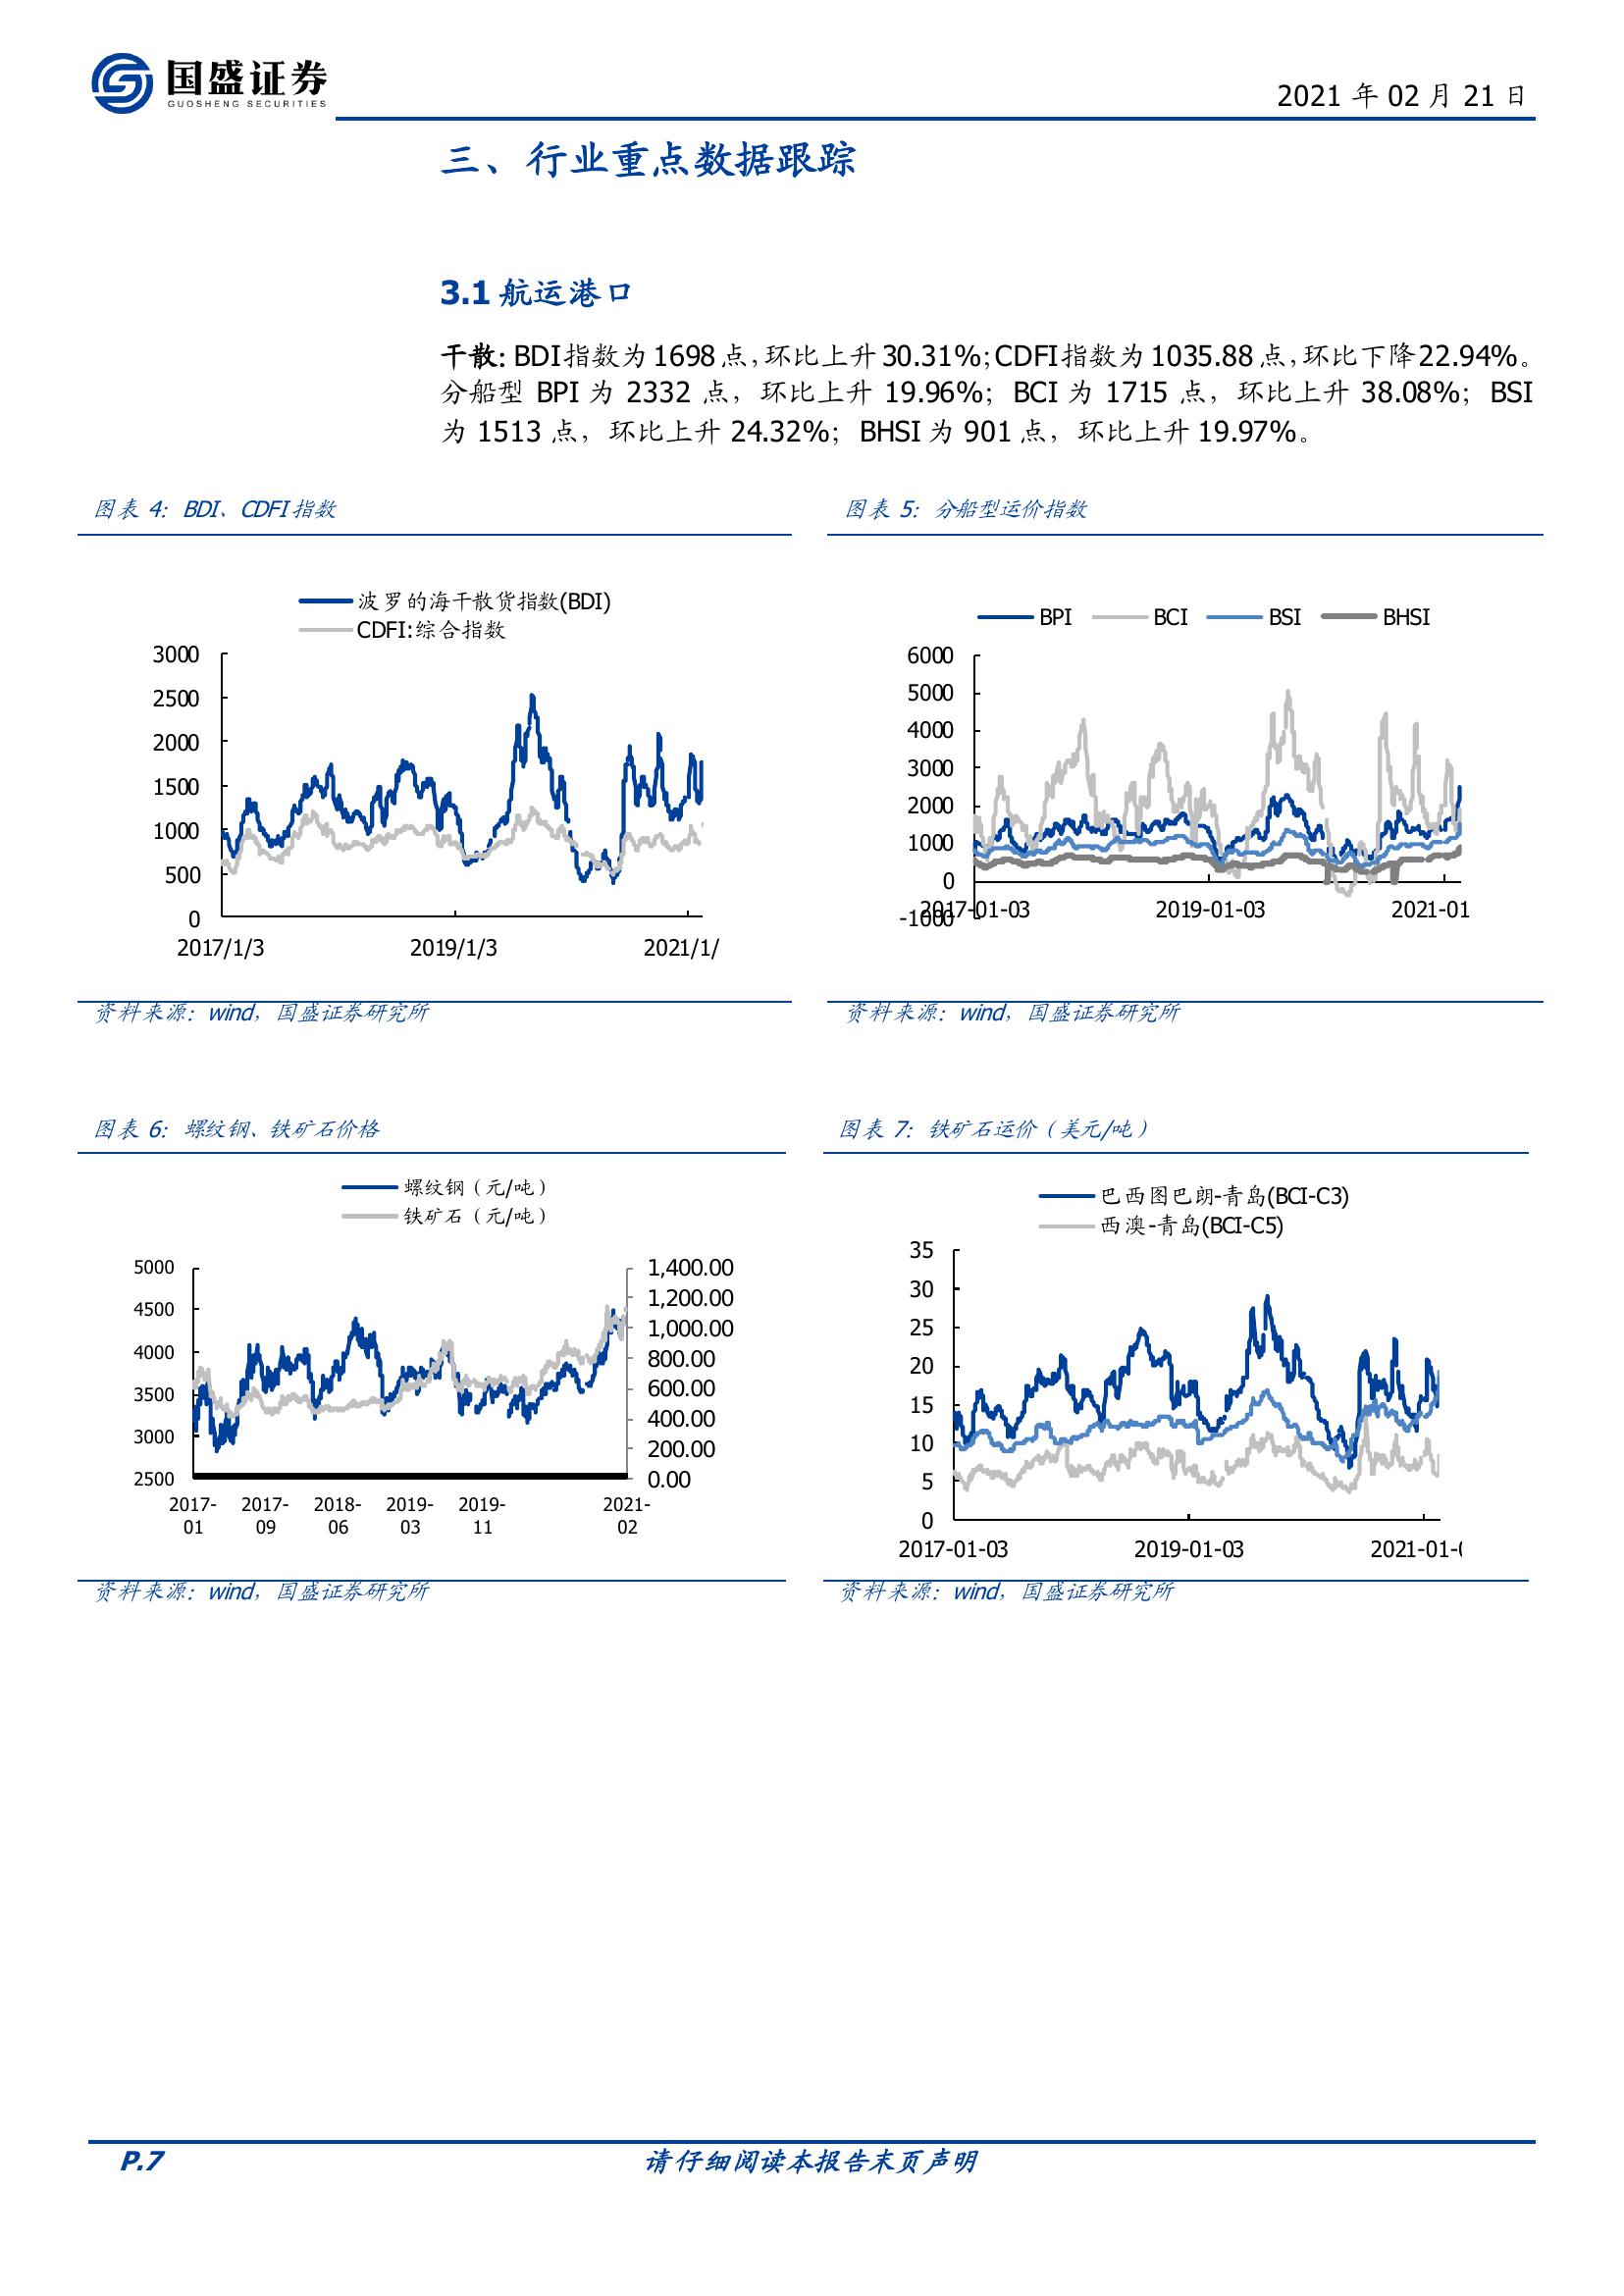 国盛证券
GUOSHENG SECURITIES
2021 年 02 月 21 日
三、行业重点数据跟踪
3.1 航运港口
干散：BDI指数为1698点，环比上升30.31%；CDFI指数为1035.88点，环比下降22.94%。
分船型 BPI 为 2332 点，环比上升 19.96%；BCI 为 1715 点，环比上升 38.08%；BSI
为 1513 点，环比上升 24.32%；BHSI 为 901 点，环比上升 19.97%。
图表 4：BDI、CDFI指数
波罗的海干散货指数(BDI)
CDFI:综合指数
3000
2500
2000
1500
1000
500
0
2017/1/3 2019/1/3 2021/1/
资料来源：wind，国盛证券研究所
图表 5：分船型运价指数
BPI BCI BSI BHSI
6000
5000
4000
3000
2000
1000
0
-1000
2017-01-03 2019-01-03 2021-01
资料来源：wind，国盛证券研究所
图表 6：螺纹钢、铁矿石价格
螺纹钢（元/吨）
铁矿石（元/吨）
5000
4500
4000
3500
3000
2500
1,400.00
1,200.00
1,000.00
800.00
600.00
400.00
200.00
0.00
2017- 2017- 2018- 2019- 2019- 2021-
01 09 06 03 11 02
资料来源：wind，国盛证券研究所
图表 7：铁矿石运价（美元/吨）
巴西图巴朗-青岛(BCI-C3)
西澳-青岛(BCI-C5)
35
30
25
20
15
10
5
0
2017-01-03 2019-01-03 2021-01-
资料来源：wind，国盛证券研究所
P.7
请仔细阅读本报告末页声明